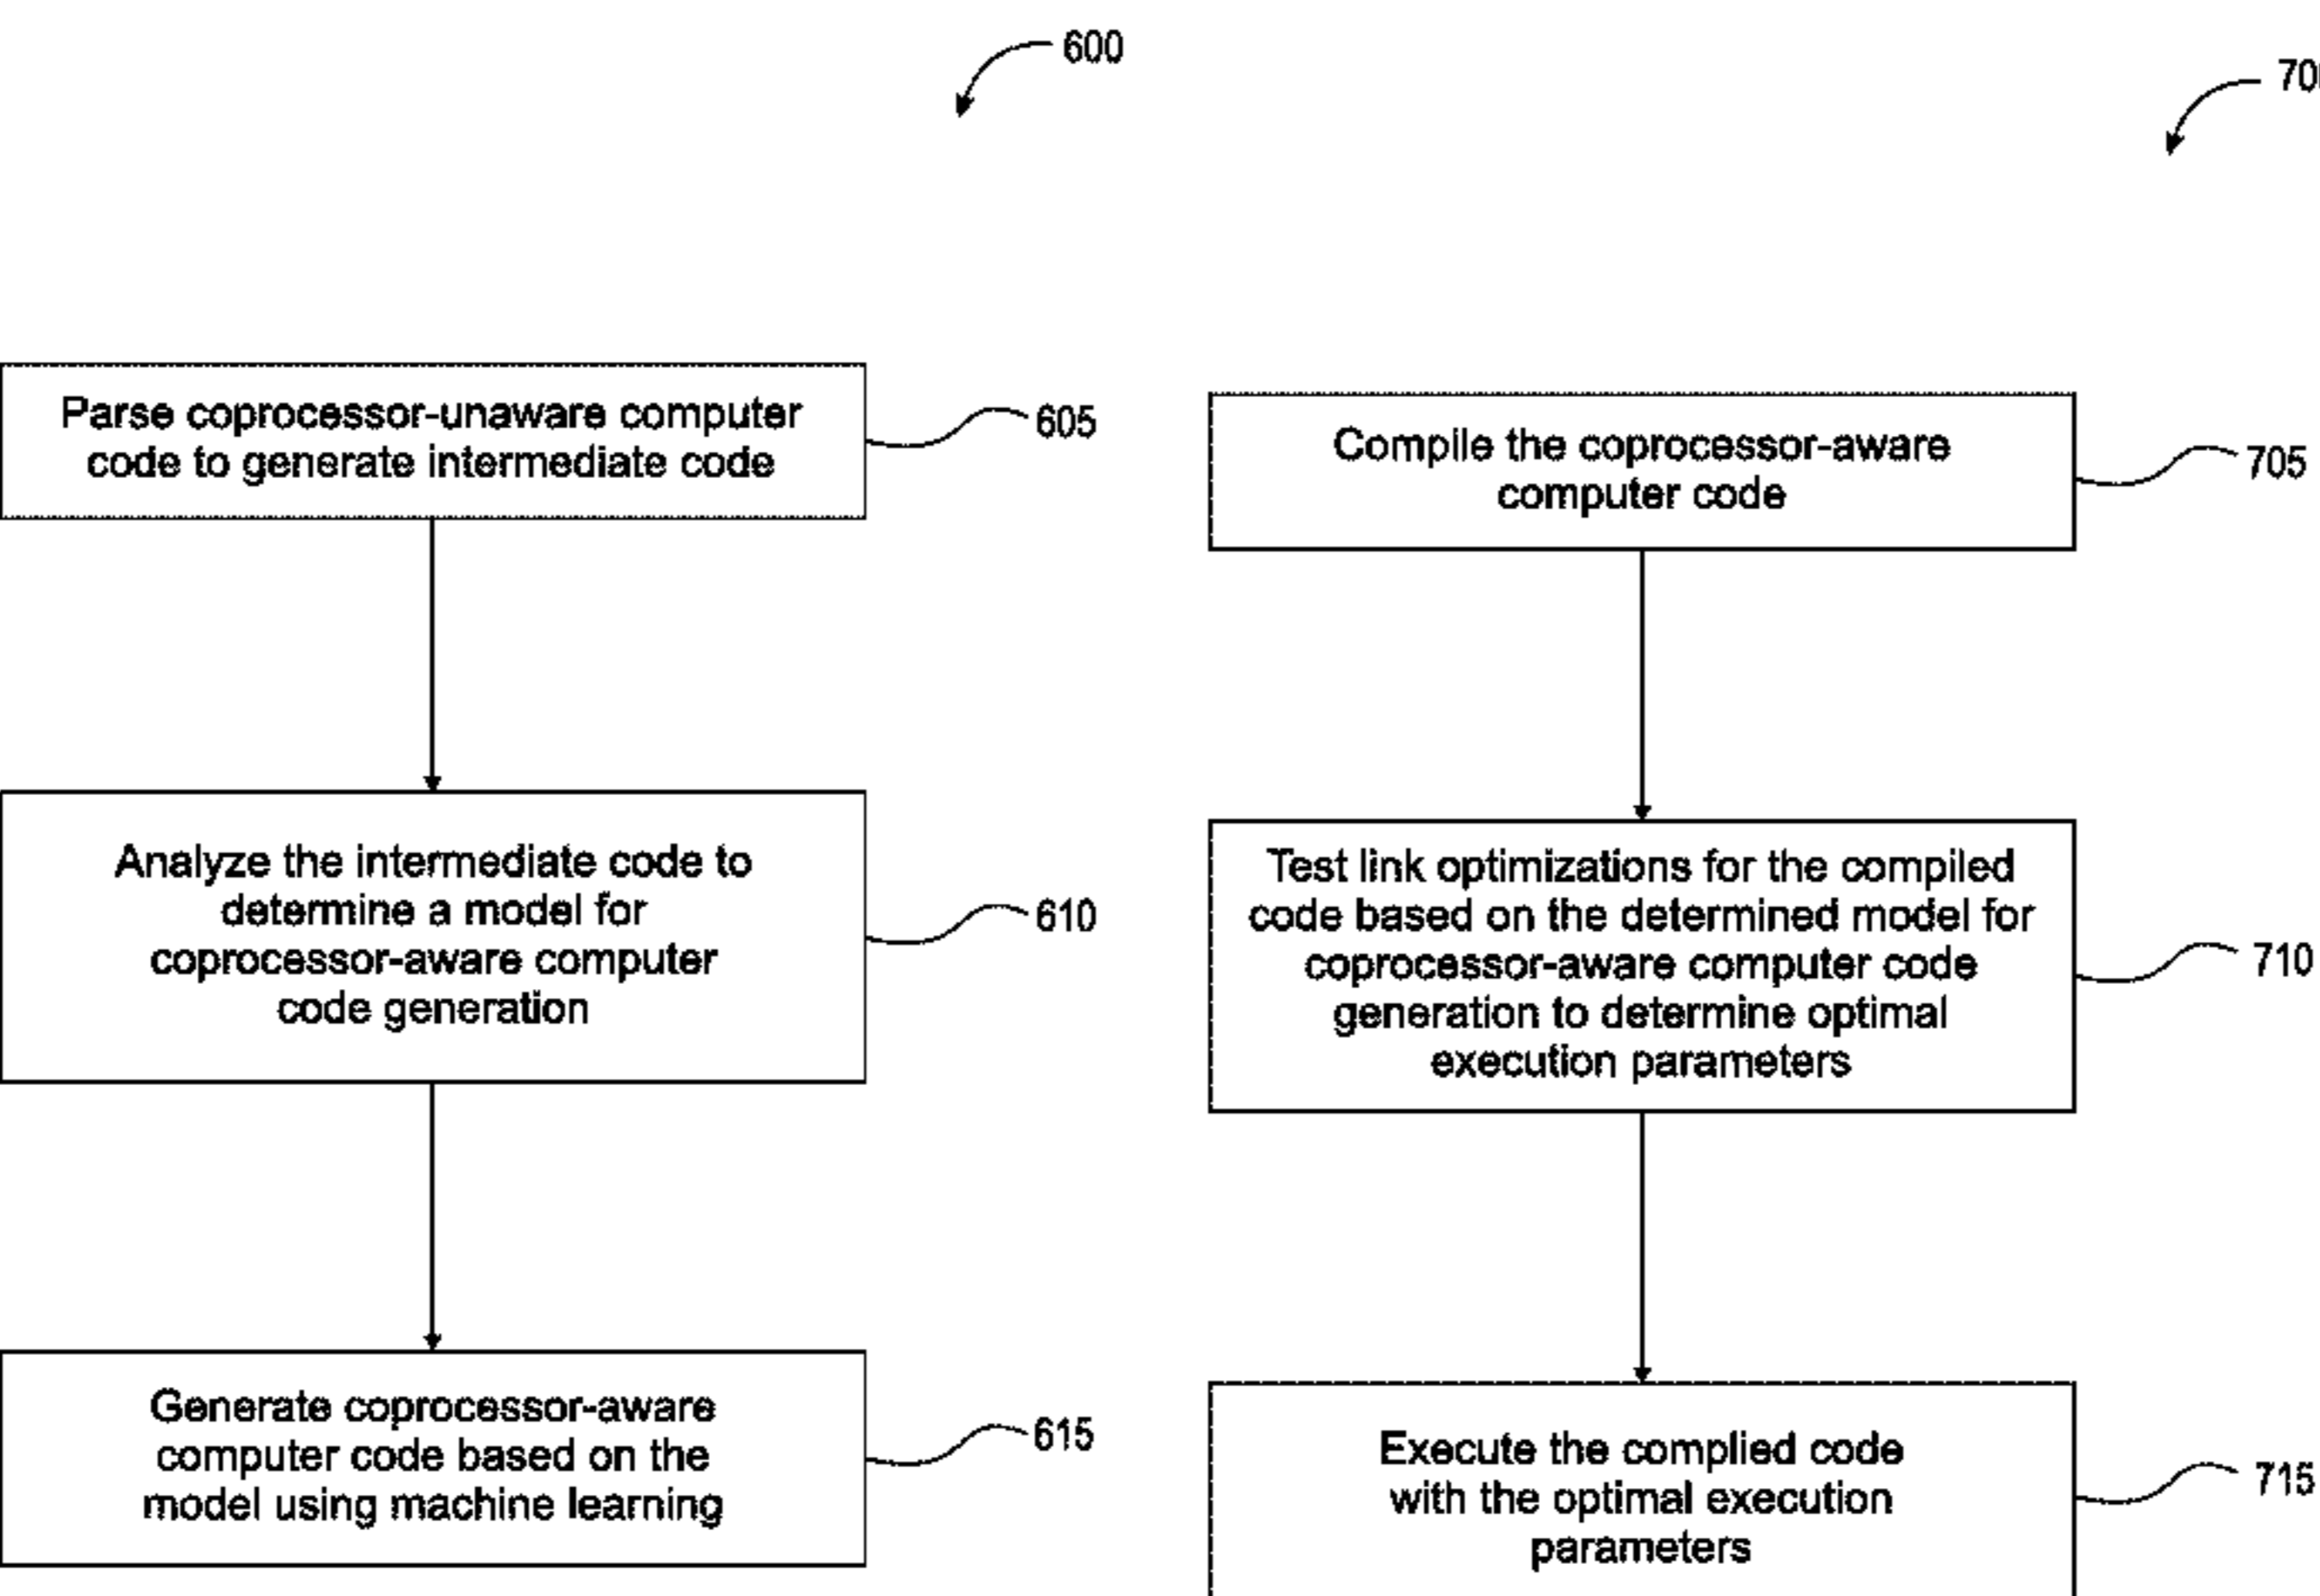 600
Parse coprocessor-unaware computer
code to generate intermediate code
605
Analyze the intermediate code to
determine a model for
coprocessor-aware computer
code generation
610
Generate coprocessor-aware
computer code based on the
model using machine learning
615
Compile the coprocessor-aware
computer code
705
Test link optimizations for the compiled
code based on the determined model for
coprocessor-aware computer code
generation to determine optimal
execution parameters
710
Execute the complied code
with the optimal execution
parameters
715